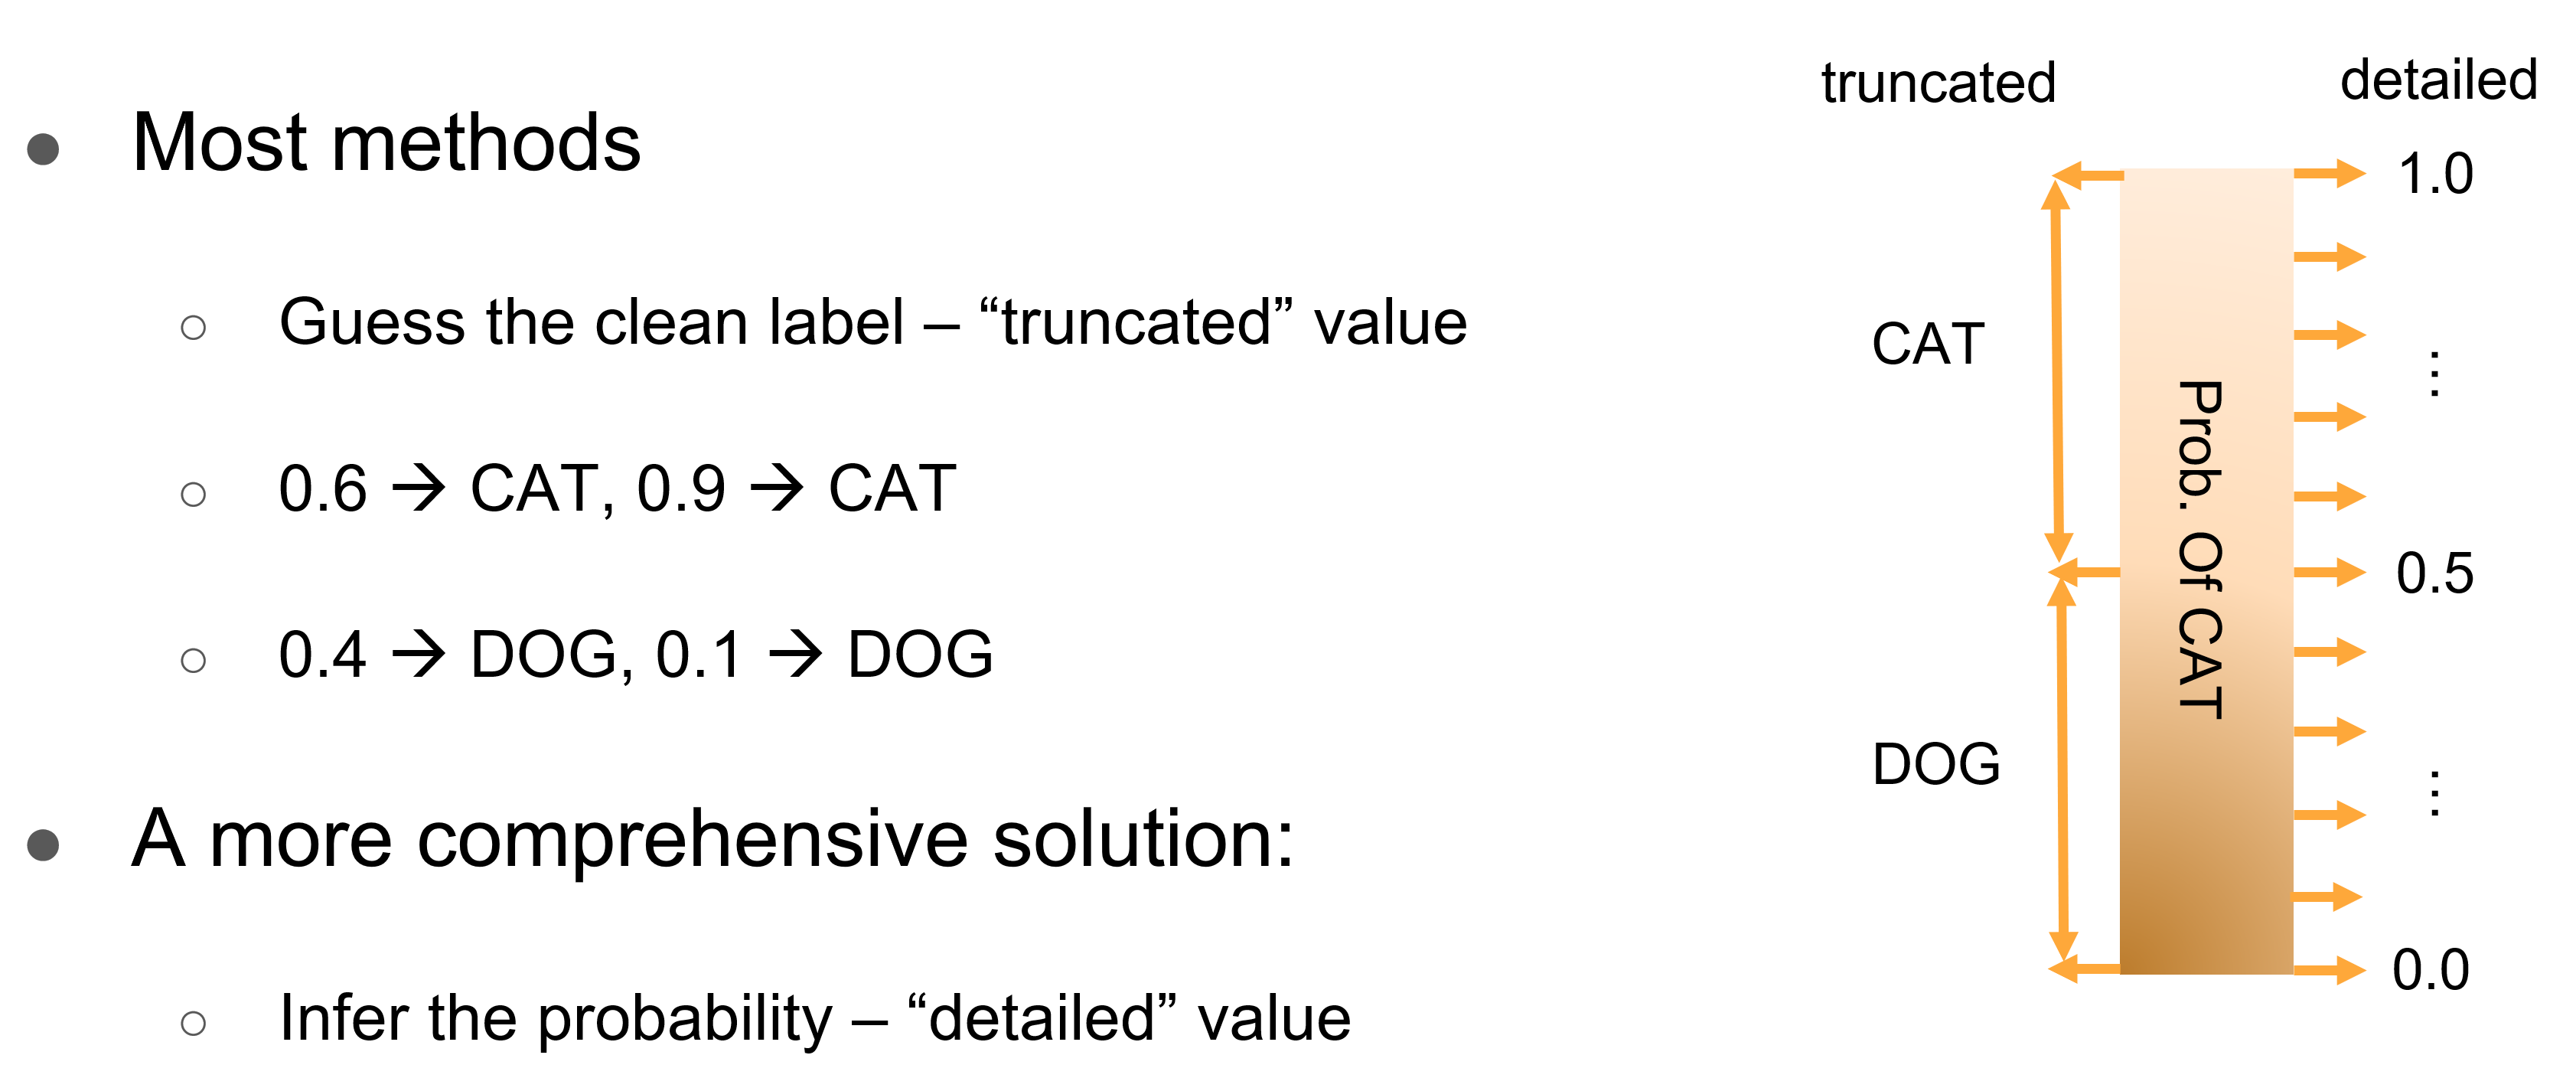 ● Most methods
○ Guess the clean label – “truncated” value
○ 0.6 → CAT, 0.9 → CAT
○ 0.4 → DOG, 0.1 → DOG
● A more comprehensive solution:
○ Infer the probability – “detailed” value
truncated
detailed
1.0
CAT
...
Prob. Of CAT
0.5
DOG
...
0.0